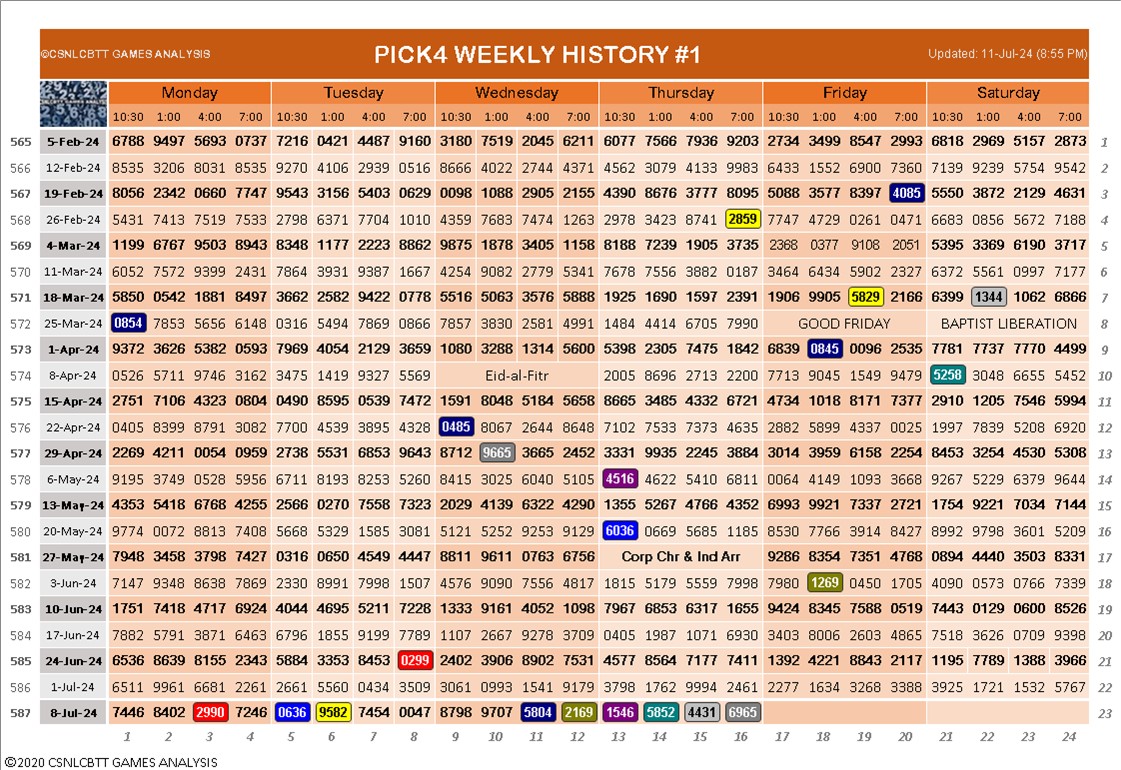 ©CSNLCBTT GAMES ANALYSIS PICK4 WEEKLY HISTORY #1 Updated: 11-Jul-24 (8:55 PM)
Monday Tuesday Wednesday Thursday Friday Saturday
10:30 1:00 4:00 7:00 10:30 1:00 4:00 7:00 10:30 1:00 4:00 7:00 10:30 1:00 4:00 7:00 10:30 1:00 4:00 7:00 10:30 1:00 4:00 7:00
565 5-Feb-24 6788 9497 5693 0737 7216 0421 4487 9160 3180 7519 2045 6211 6077 7566 7936 9203 2734 3499 8547 2993 6818 2969 5157 2873 1
566 12-Feb-24 8535 3206 8031 8535 9270 4106 2939 0516 8666 4022 2744 4371 4562 3079 4133 9983 6433 1552 6900 7360 7139 9239 5754 9542 2
567 19-Feb-24 8056 2342 0660 7747 9543 3156 5403 0629 0098 1088 2905 2155 4390 8676 3777 8095 5088 3577 8397 4085 5550 3872 2129 4631 3
568 26-Feb-24 5431 7413 7519 7533 2798 6371 7704 1010 4359 7683 7474 1263 2978 3423 8741 2859 7747 4729 0261 0471 6683 0856 5672 7188 4
569 4-Mar-24 1199 6767 9503 8943 8348 1177 2223 8862 9875 1878 3405 1158 8188 7239 1905 3735 2368 0377 9108 2051 5395 3369 6190 3717 5
570 11-Mar-24 6052 7572 9399 2431 7864 3931 9387 1667 4254 9082 2779 5341 7678 7556 3882 0187 3464 6434 5902 2327 6372 5561 0997 7177 6
571 18-Mar-24 5850 0542 1881 8497 3662 2582 9422 0778 5516 5063 3576 5888 1925 1690 1597 2391 1906 9905 5829 2166 6399 1344 1062 6866 7
572 25-Mar-24 0854 7853 5656 6148 0316 5494 7869 0866 7857 3830 2581 4991 1484 4414 6705 7990 GOOD FRIDAY BAPTIST LIBERATION 8
573 1-Apr-24 9372 3626 5382 0593 7969 4054 2129 3659 1080 3288 1314 5600 5398 2305 7475 1842 6839 0845 0096 2535 7781 7737 7770 4499 9
574 8-Apr-24 0526 5711 9746 3162 3475 1419 9327 5569 Eid-al-Fitr 2005 8696 2713 2200 7713 9045 1549 9479 5258 3048 6655 5452 10
575 15-Apr-24 2751 7106 4323 0804 0490 8595 0539 7472 1591 8048 5184 5658 8665 3485 4332 6721 4734 1018 8171 7377 2910 1205 7546 5994 11
576 22-Apr-24 0405 8399 8791 3082 7700 4539 3895 4328 0485 8067 2644 8648 7102 7533 7373 4635 2882 5899 4337 0025 1997 7839 5208 6920 12
577 29-Apr-24 2269 4211 0054 0959 2738 5531 6853 9643 8712 9665 3665 2452 3331 9935 2245 3884 3014 3959 6158 2254 8453 3254 4530 5308 13
578 6-May-24 9195 3749 0528 5956 6711 8193 8253 5260 8415 3025 6040 5105 4516 4622 5410 6811 0064 4149 1093 3668 9267 5229 6379 9644 14
579 13-May-24 4353 5418 6768 4255 2566 0270 7558 7323 2029 4139 6322 4290 1355 5267 4766 4352 6993 9921 7337 2721 1754 9221 7034 7144 15
580 20-May-24 9774 0072 8813 7408 5668 5329 1585 3081 5121 5252 9253 9129 6036 0669 5685 1185 8530 7766 3914 8427 8992 9798 3601 5209 16
581 27-May-24 7948 3458 3798 7427 0316 0650 4549 4447 8811 9611 0763 6756 Corp Chr & Ind Arr 9286 8354 7351 4768 0894 4440 3503 8331 17
582 3-Jun-24 7147 9348 8638 7869 2330 8991 7998 1507 4576 9090 7556 4817 1815 5179 5559 7998 7980 1269 0450 1705 4090 0573 0766 7339 18
583 10-Jun-24 1751 7418 4717 6924 4044 4695 5211 7228 1333 9161 4052 1098 7967 6853 6317 1655 9424 8345 7588 0519 7443 0129 0600 8526 19
584 17-Jun-24 7882 5791 3871 6463 6796 1855 9199 7789 1107 2667 9278 3709 0405 1987 1071 6930 3403 8006 2603 4865 7518 3626 0709 9398 20
585 24-Jun-24 6536 8639 8155 2343 5884 3353 8453 0299 2402 3906 8902 7531 4577 8564 7177 7411 1392 4221 8843 2117 1195 7789 1388 3966 21
586 1-Jul-24 6511 9961 6681 2261 2661 5560 0434 3509 3061 0993 1541 9179 3798 1762 9994 2461 2277 1634 3268 3388 3925 1721 1532 5767 22
587 8-Jul-24 7446 8402 2990 7246 0636 9582 7454 0047 8798 9707 5804 2169 1546 5852 4431 6965 23
1 2 3 4 5 6 7 8 9 10 11 12 13 14 15 16 17 18 19 20 21 22 23 24
©2020 CSNLCBTT GAMES ANALYSIS